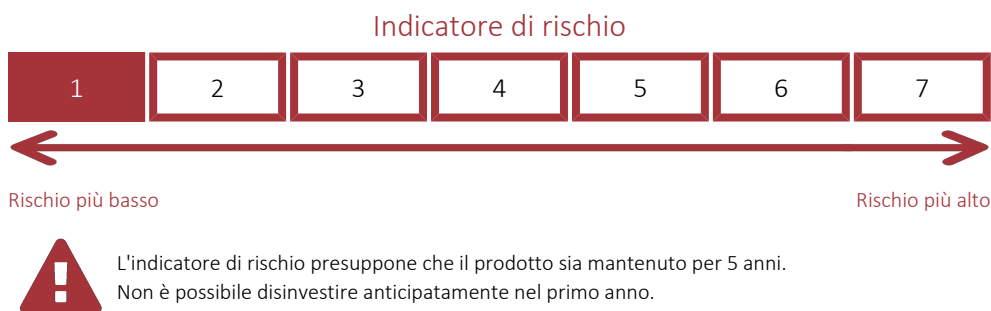 Indicatore di rischio
1 2 3 4 5 6 7
Rischio più basso Rischio più alto
L'indicatore di rischio presuppone che il prodotto sia mantenuto per 5 anni.
Non è possibile disinvestire anticipatamente nel primo anno.